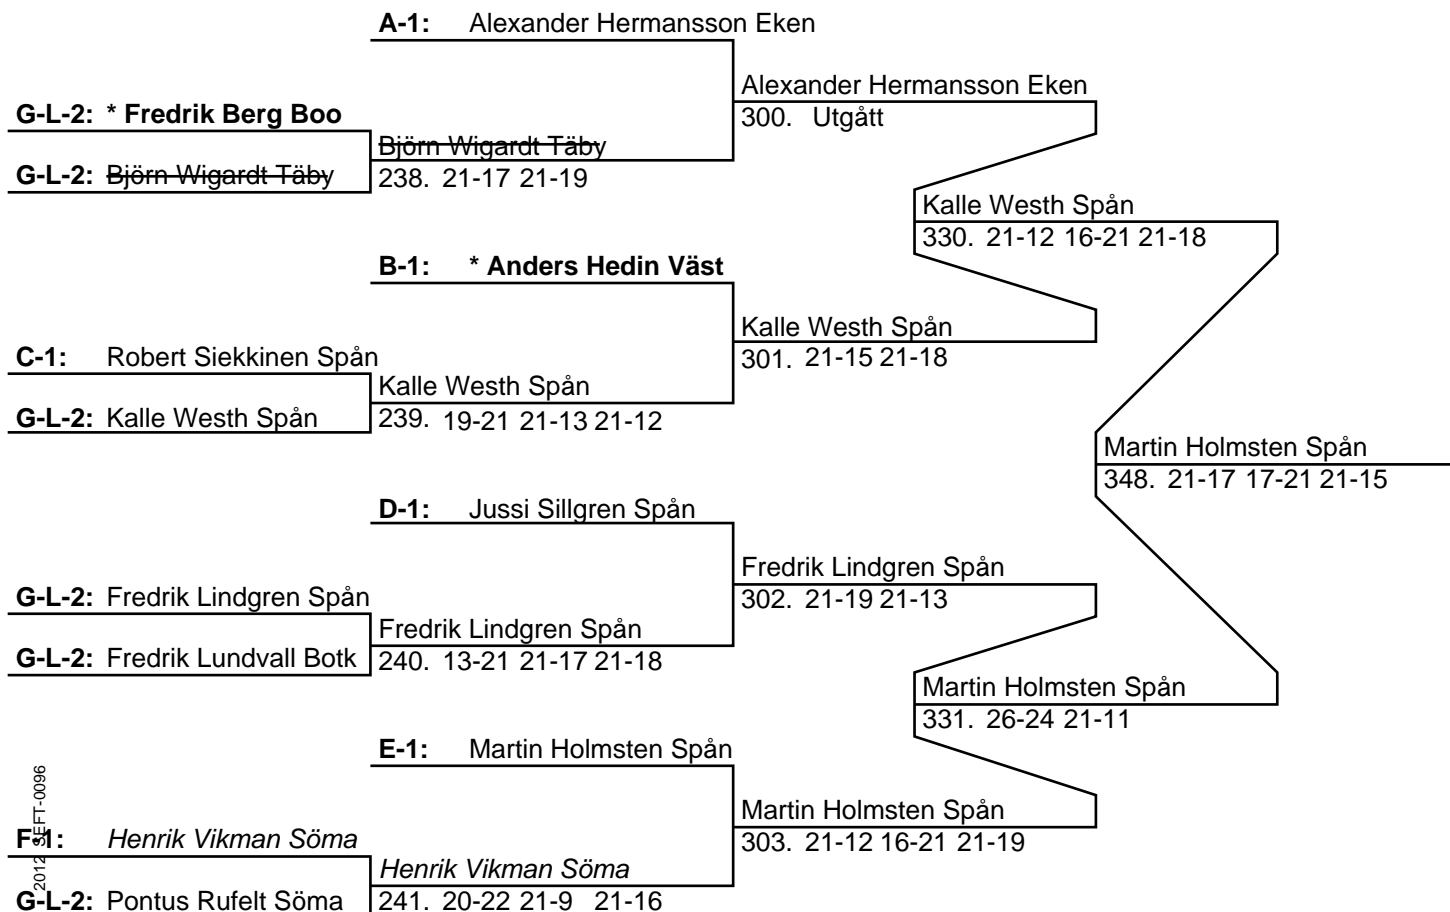 A-1: Alexander Hermansson Eken
Alexander Hermansson Eken
G-L-2: * Fredrik Berg Boo
300. Utgått
Björn Wigardt Täby
G-L-2: Björn Wigardt Täby
238. 21-17 21-19
Kalle Westh Spån
330. 21-12 16-21 21-18
B-1: * Anders Hedin Väst
Kalle Westh Spån
C-1: Robert Siekkinen Spån
301. 21-15 21-18
Kalle Westh Spån
G-L-2: Kalle Westh Spån
239. 19-21 21-13 21-12
Martin Holmsten Spån
348. 21-17 17-21 21-15
D-1: Jussi Sillgren Spån
Fredrik Lindgren Spån
G-L-2: Fredrik Lindgren Spån
302. 21-19 21-13
Fredrik Lindgren Spån
G-L-2: Fredrik Lundvall Botk
240. 13-21 21-17 21-18
Martin Holmsten Spån
331. 26-24 21-11
E-1: Martin Holmsten Spån
Martin Holmsten Spån
F-1: Henrik Vikman Söma
303. 21-12 16-21 21-19
Henrik Vikman Söma
G-L-2: Pontus Rufelt Söma
241. 20-22 21-9 21-16
2012 SEFT-0096